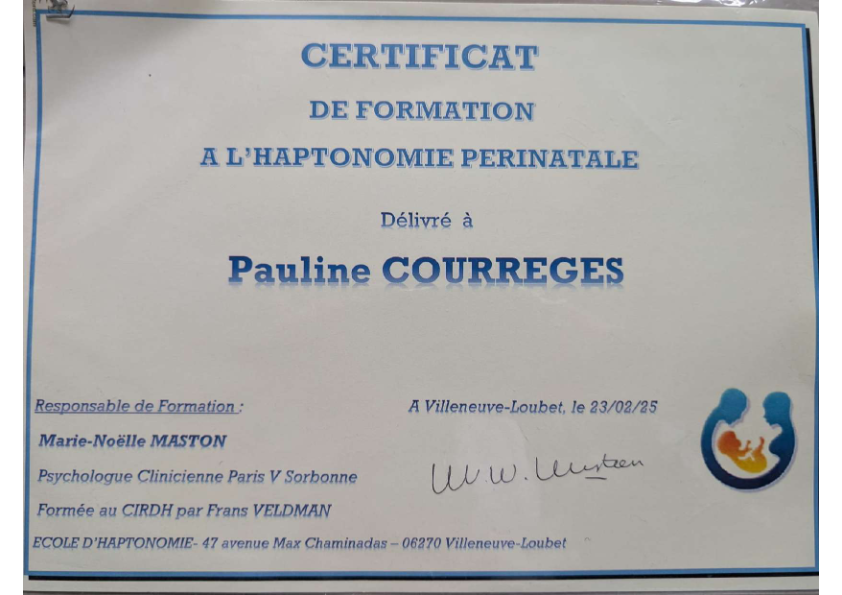 CERTIFICAT
DE FORMATION
A L'HAPTONOMIE PERINATALE
Délivré à
Pauline COURREGES
Responsable de Formation :
A Villeneuve-Loubet, le 23/02/25
Marie-Noëlle MASTON
Psychologue Clinicienne Paris V Sorbonne
Formée au CIRDH par Frans VELDMAN
ECOLE D'HAPTONOMIE- 47 avenue Max Chaminadas – 06270 Villeneuve-Loubet